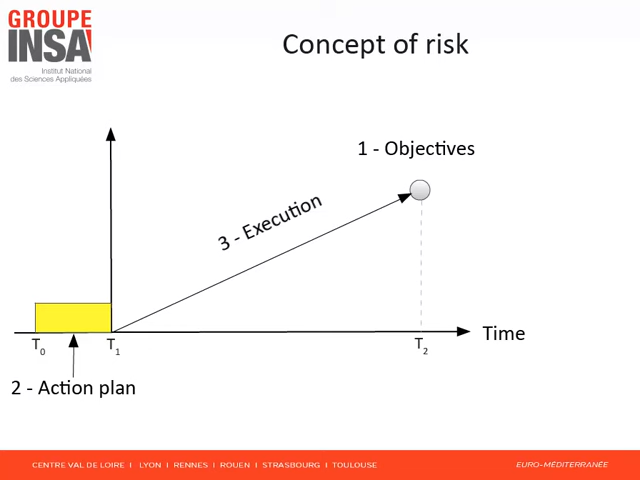 GROUPE
INSA
Institut National
des Sciences Appliquées
Concept of risk
1 - Objectives
3 - Execution
Time
T0
T1
T2
2 - Action plan
CENTRE VAL DE LOIRE I LYON I RENNES I ROUEN I STRASBOURG I TOULOUSE
EURO-MÉDITERRANÉE